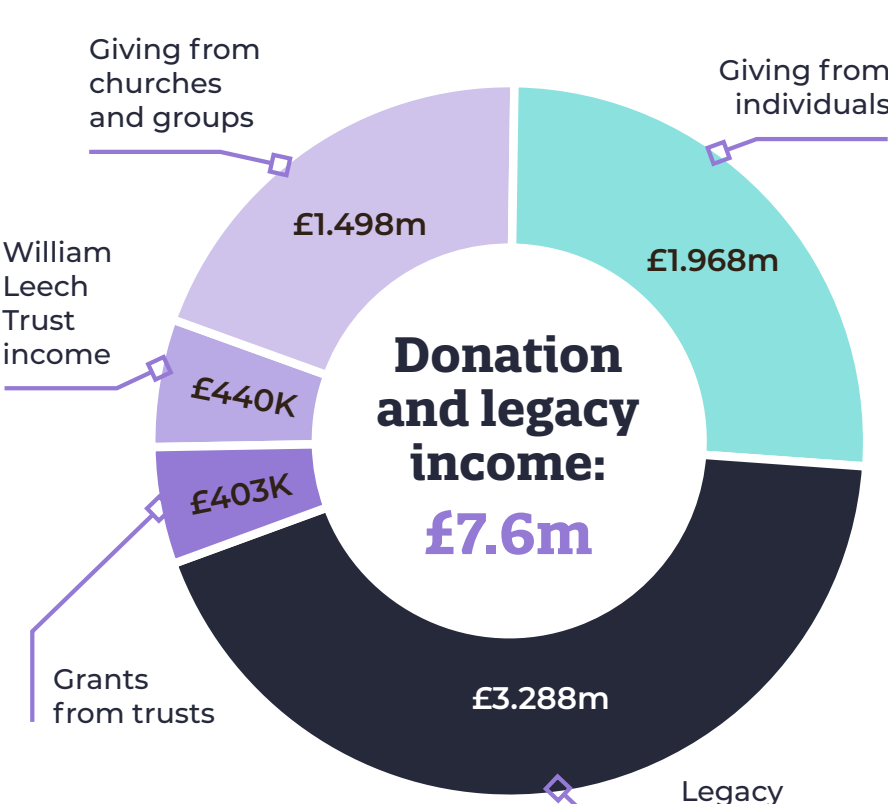 Giving from
churches
and groups
Giving from
individuals
£1.498m
£1.968m
William
Leech
Trust
income
£440K
Donation
and legacy
income:
£7.6m
£403K
Grants
from trusts
£3.288m
Legacy